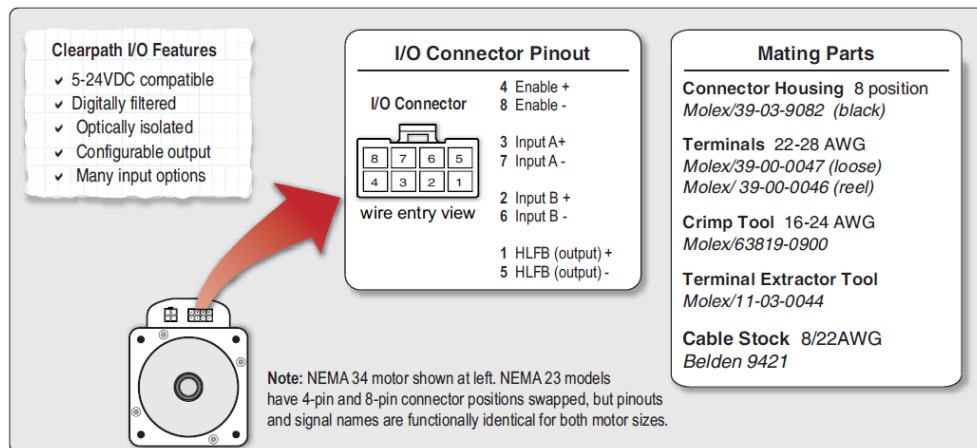 Clearpath I/O Features
✓ 5-24VDC compatible
✓ Digitally filtered
✓ Optically isolated
✓ Configurable output
✓ Many input options
I/O Connector Pinout
I/O Connector
8 7 6 5
4 3 2 1
wire entry view
4 Enable +
8 Enable -
3 Input A+
7 Input A -
2 Input B +
6 Input B -
1 HLFB (output) +
5 HLFB (output) -
Mating Parts
Connector Housing 8 position
Molex/39-03-9082 (black)
Terminals 22-28 AWG
Molex/39-00-0047 (loose)
Molex/ 39-00-0046 (reel)
Crimp Tool 16-24 AWG
Molex/63819-0900
Terminal Extractor Tool
Molex/11-03-0044
Cable Stock 8/22AWG
Belden 9421
Note: NEMA 34 motor shown at left. NEMA 23 models
have 4-pin and 8-pin connector positions swapped, but pinouts
and signal names are functionally identical for both motor sizes.